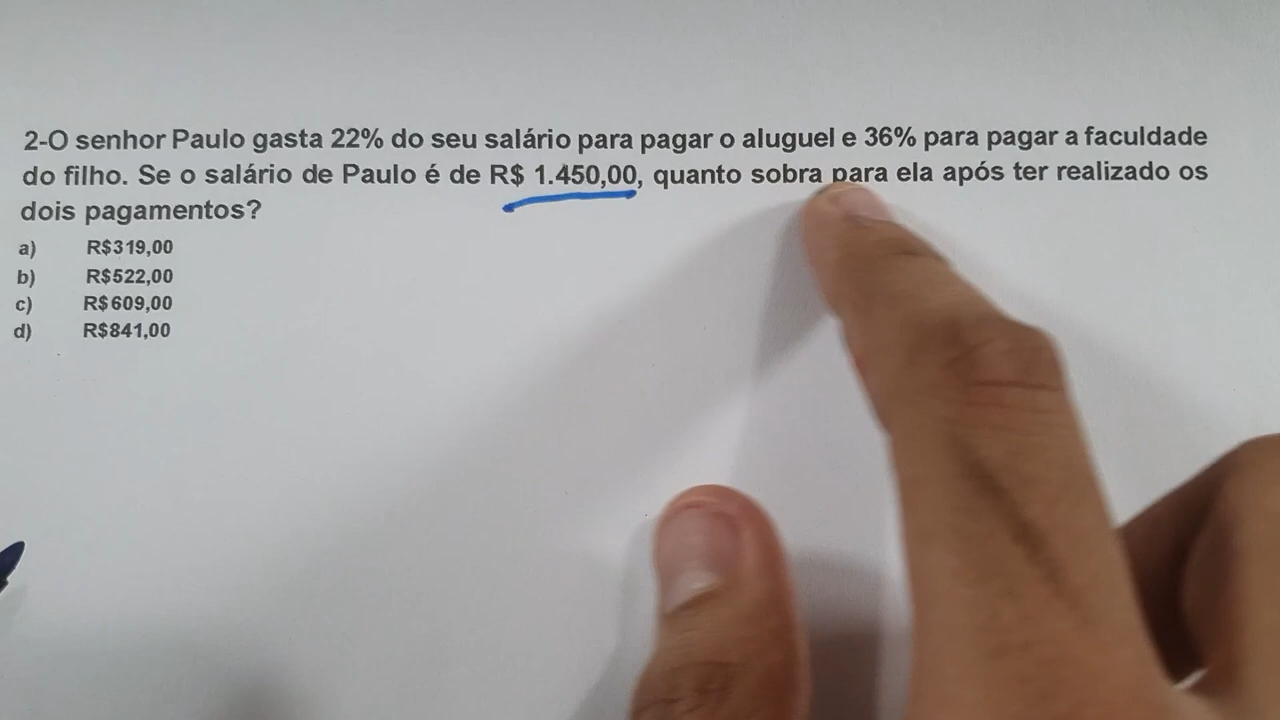 2-O senhor Paulo gasta 22% do seu salário para pagar o aluguel e 36% para pagar a faculdade
do filho. Se o salário de Paulo é de R$ 1.450,00, quanto sobra para ela após ter realizado os
dois pagamentos?
a) R$319,00
b) R$522,00
c) R$609,00
d) R$841,00